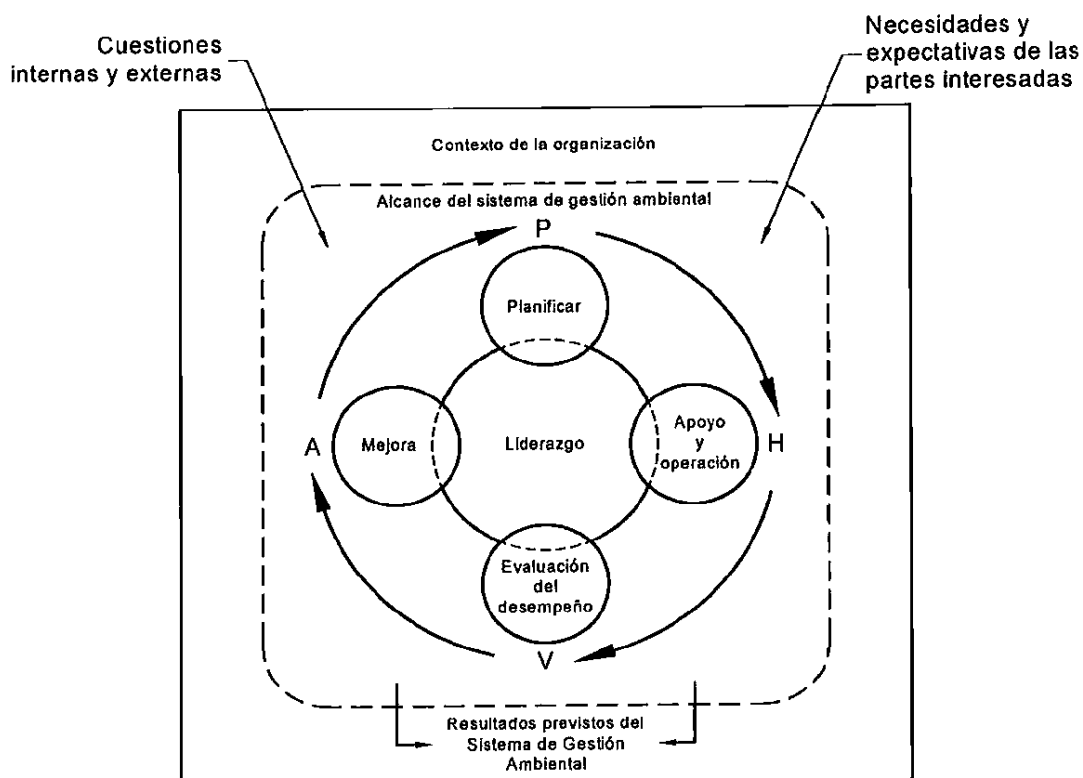 Cuestiones
internas y externas
Necesidades y
expectativas de las
partes interesadas
Contexto de la organización
Alcance del sistema de gestión ambiental
P
Planificar
A
Mejora
Liderazgo
Apoyo
y
operación
H
Evaluación
del
desempeño
V
Resultados previstos del
Sistema de Gestión
Ambiental